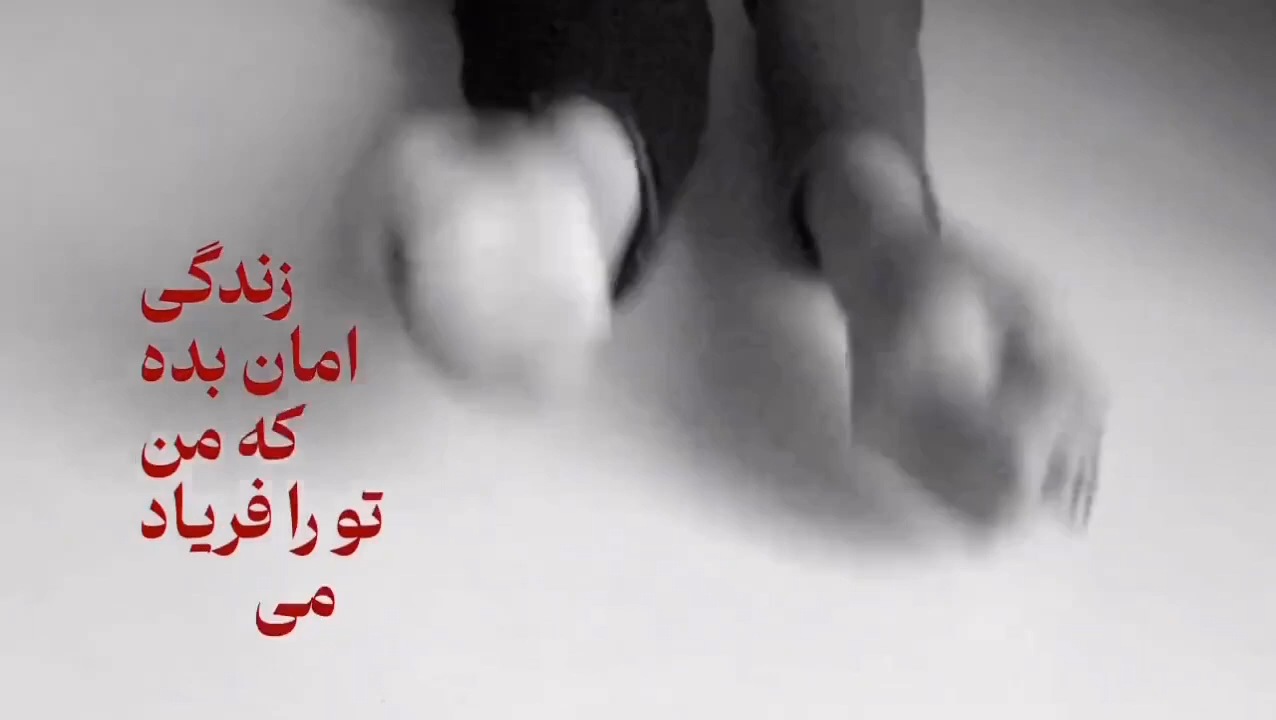 زندگی
امان بده
که من
تو را فریاد
می